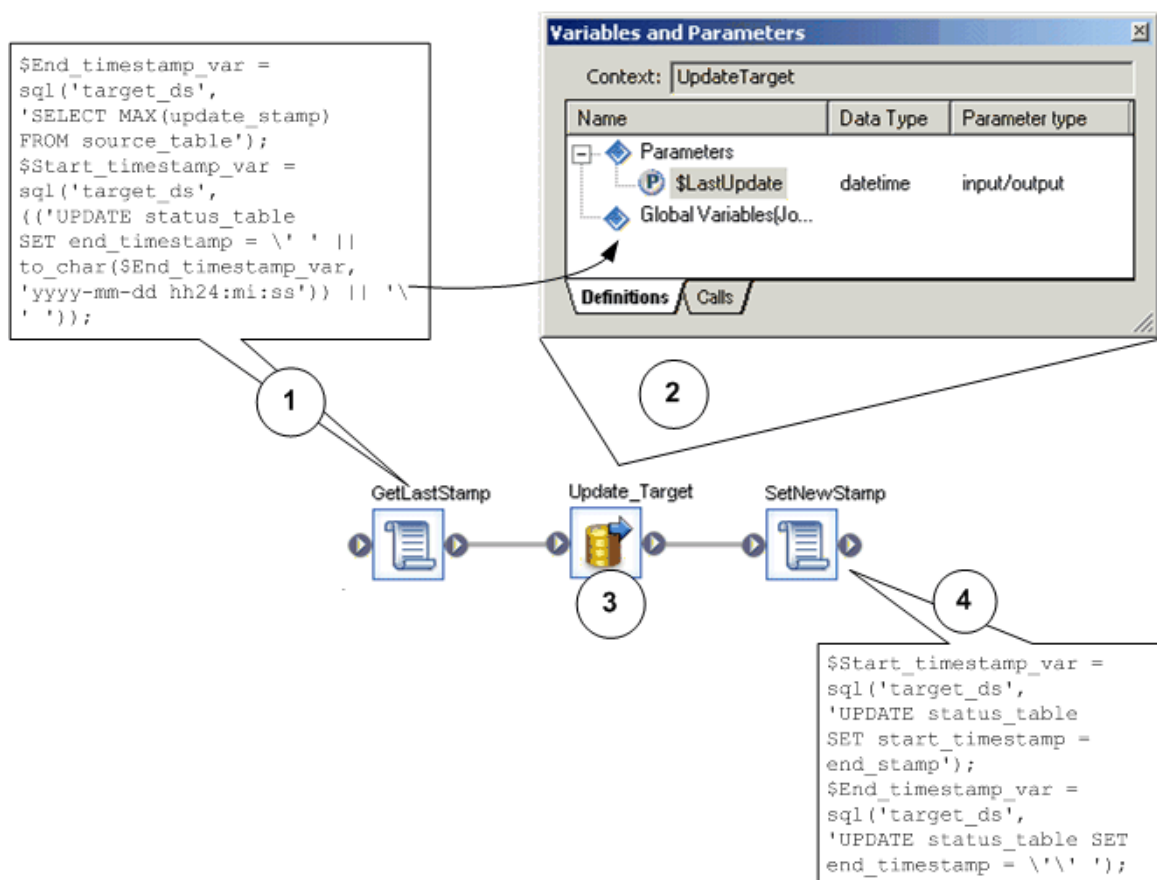 $End_timestamp_var =
sql('target_ds',
'SELECT MAX(update_stamp)
FROM source_table');
$Start_timestamp_var =
sql('target_ds',
(('UPDATE status_table
SET end_timestamp = \' ' ||
to_char($End_timestamp_var,
'yyyy-mm-dd hh24:mi:ss')) || '\
' '));
Variables and Parameters
Context: UpdateTarget
Name Data Type Parameter type
Parameters
P $LastUpdate datetime input/output
Global Variables(Jo...
Definitions Calls
1
2
GetLastStamp Update_Target SetNewStamp
3
4
$Start_timestamp_var =
sql('target_ds',
'UPDATE status_table
SET start_timestamp =
end_stamp');
$End_timestamp_var =
sql('target_ds',
'UPDATE status_table SET
end_timestamp = \'\' ');